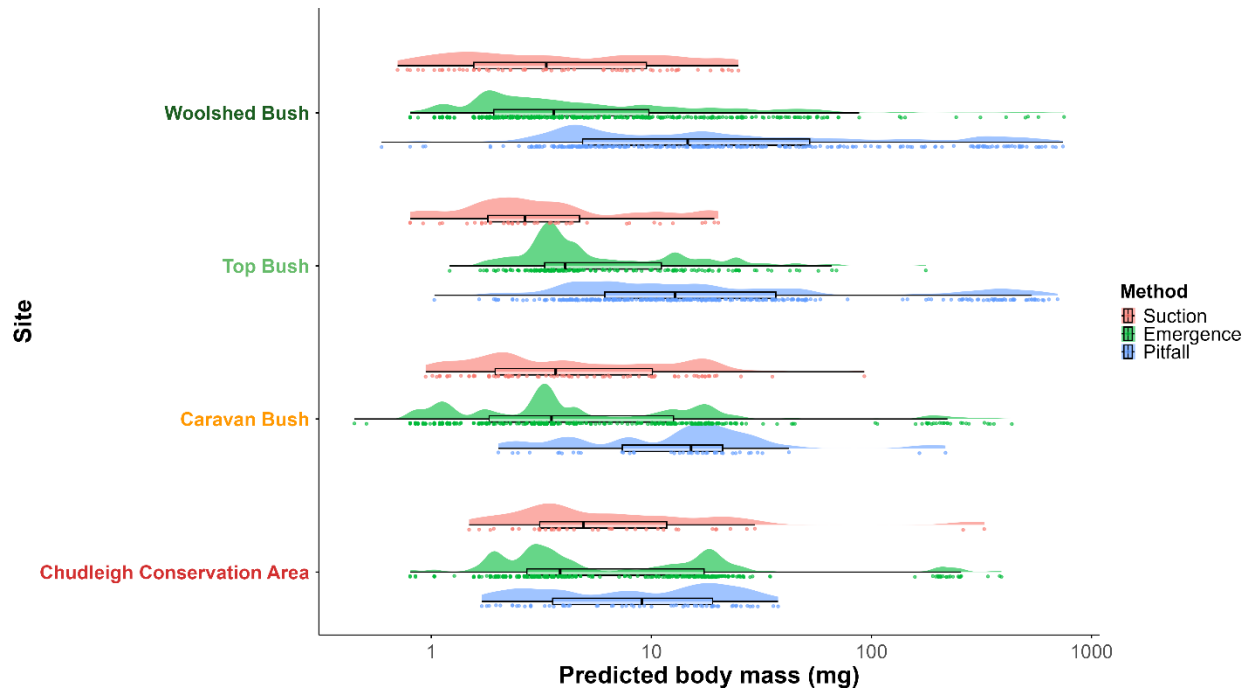 Woolshed Bush
Top Bush
Caravan Bush
Chudleigh Conservation Area
Site
1
10
100
1000
Predicted body mass (mg)
Method
Suction
Emergence
Pitfall